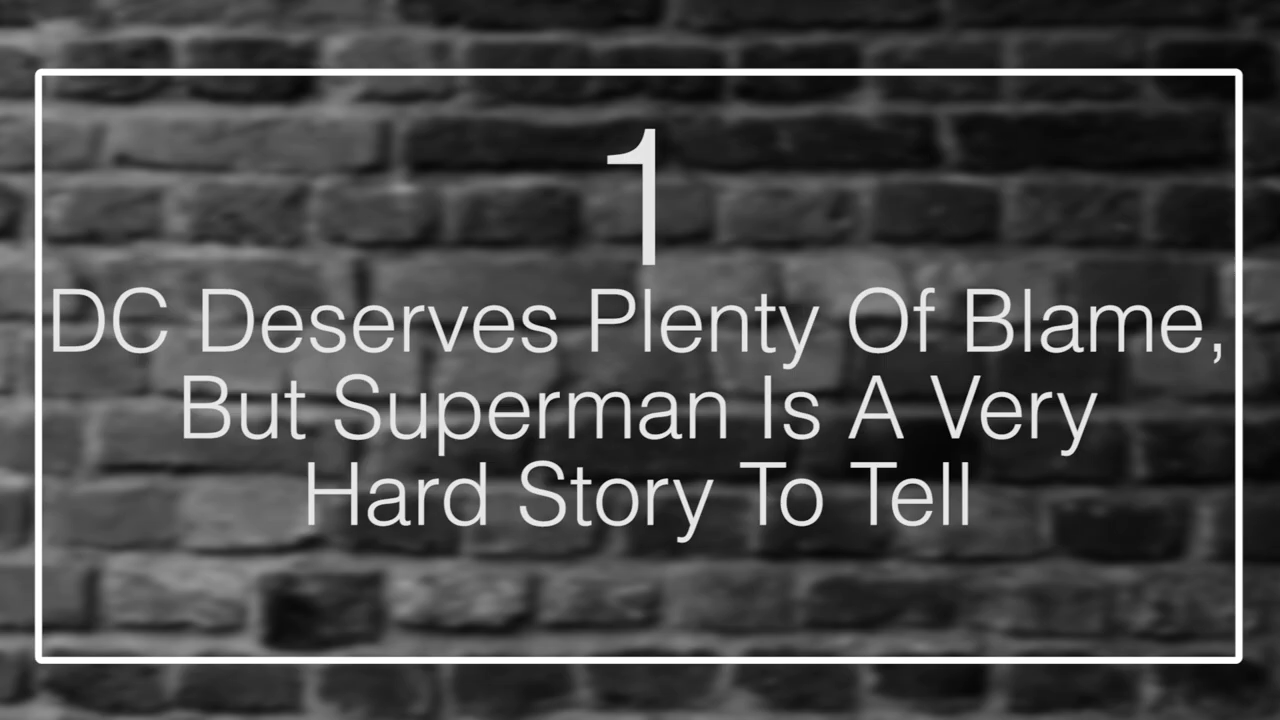 1
DC Deserves Plenty Of Blame,
But Superman Is A Very
Hard Story To Tell